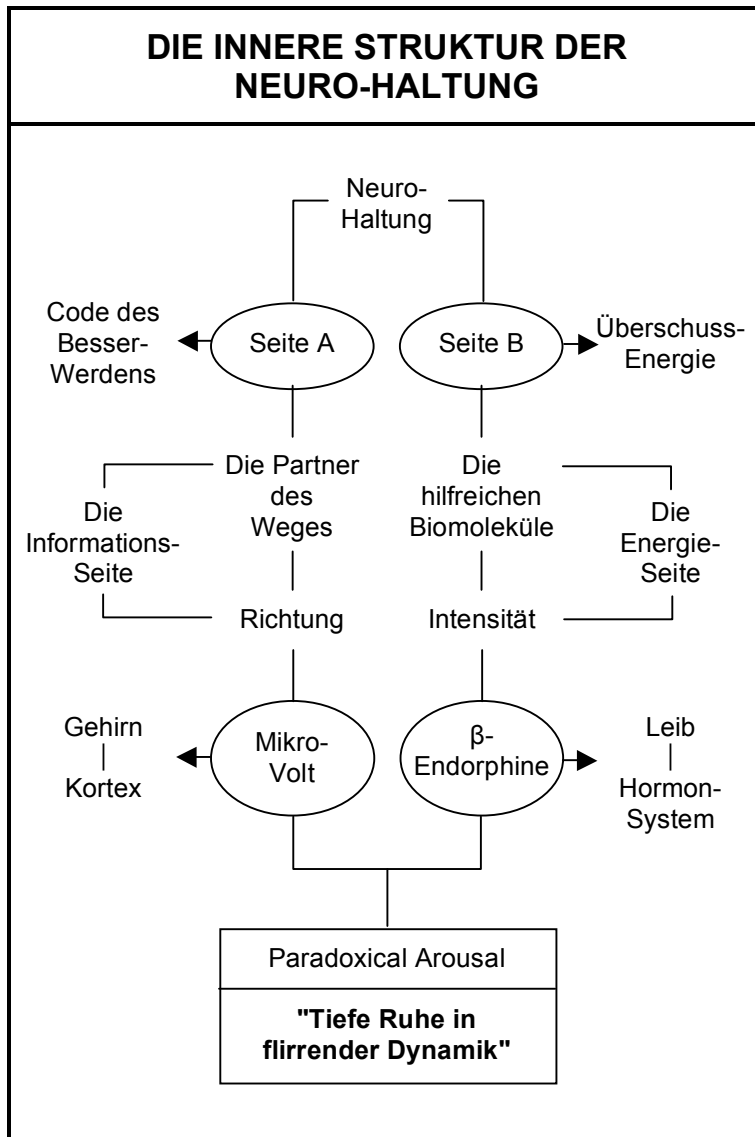 DIE INNERE STRUKTUR DER
NEURO-HALTUNG
Neuro-
Haltung
Code des
Besser-
Werdens
Seite A
Seite B
Überschuss-
Energie
Die Partner
des
Weges
Die
hilfreichen
Biomoleküle
Die
Informations-
Seite
Die
Energie-
Seite
Richtung
Intensität
Gehirn
Kortex
Mikro-
Volt
β-
Endorphine
Leib
Hormon-
System
Paradoxical Arousal
"Tiefe Ruhe in
flirrender Dynamik"